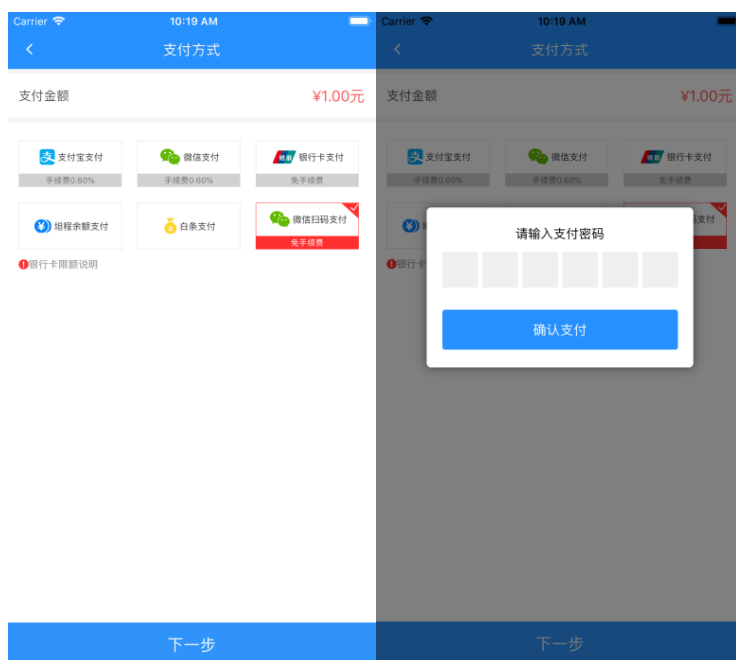 Carrier 10:19 AM
支付方式
支付金额 ¥1.00元
支付宝支付 微信支付 银行卡支付
手续费0.60% 手续费0.60% 免手续费
坦程余额支付 白条支付 微信扫码支付
免手续费
银行卡限额说明
下一步
Carrier 10:19 AM
支付方式
支付金额 ¥1.00元
支付宝支付 微信支付 银行卡支付
手续费0.60% 手续费0.60% 免手续费
码支付
银行卡
请输入支付密码
确认支付
下一步